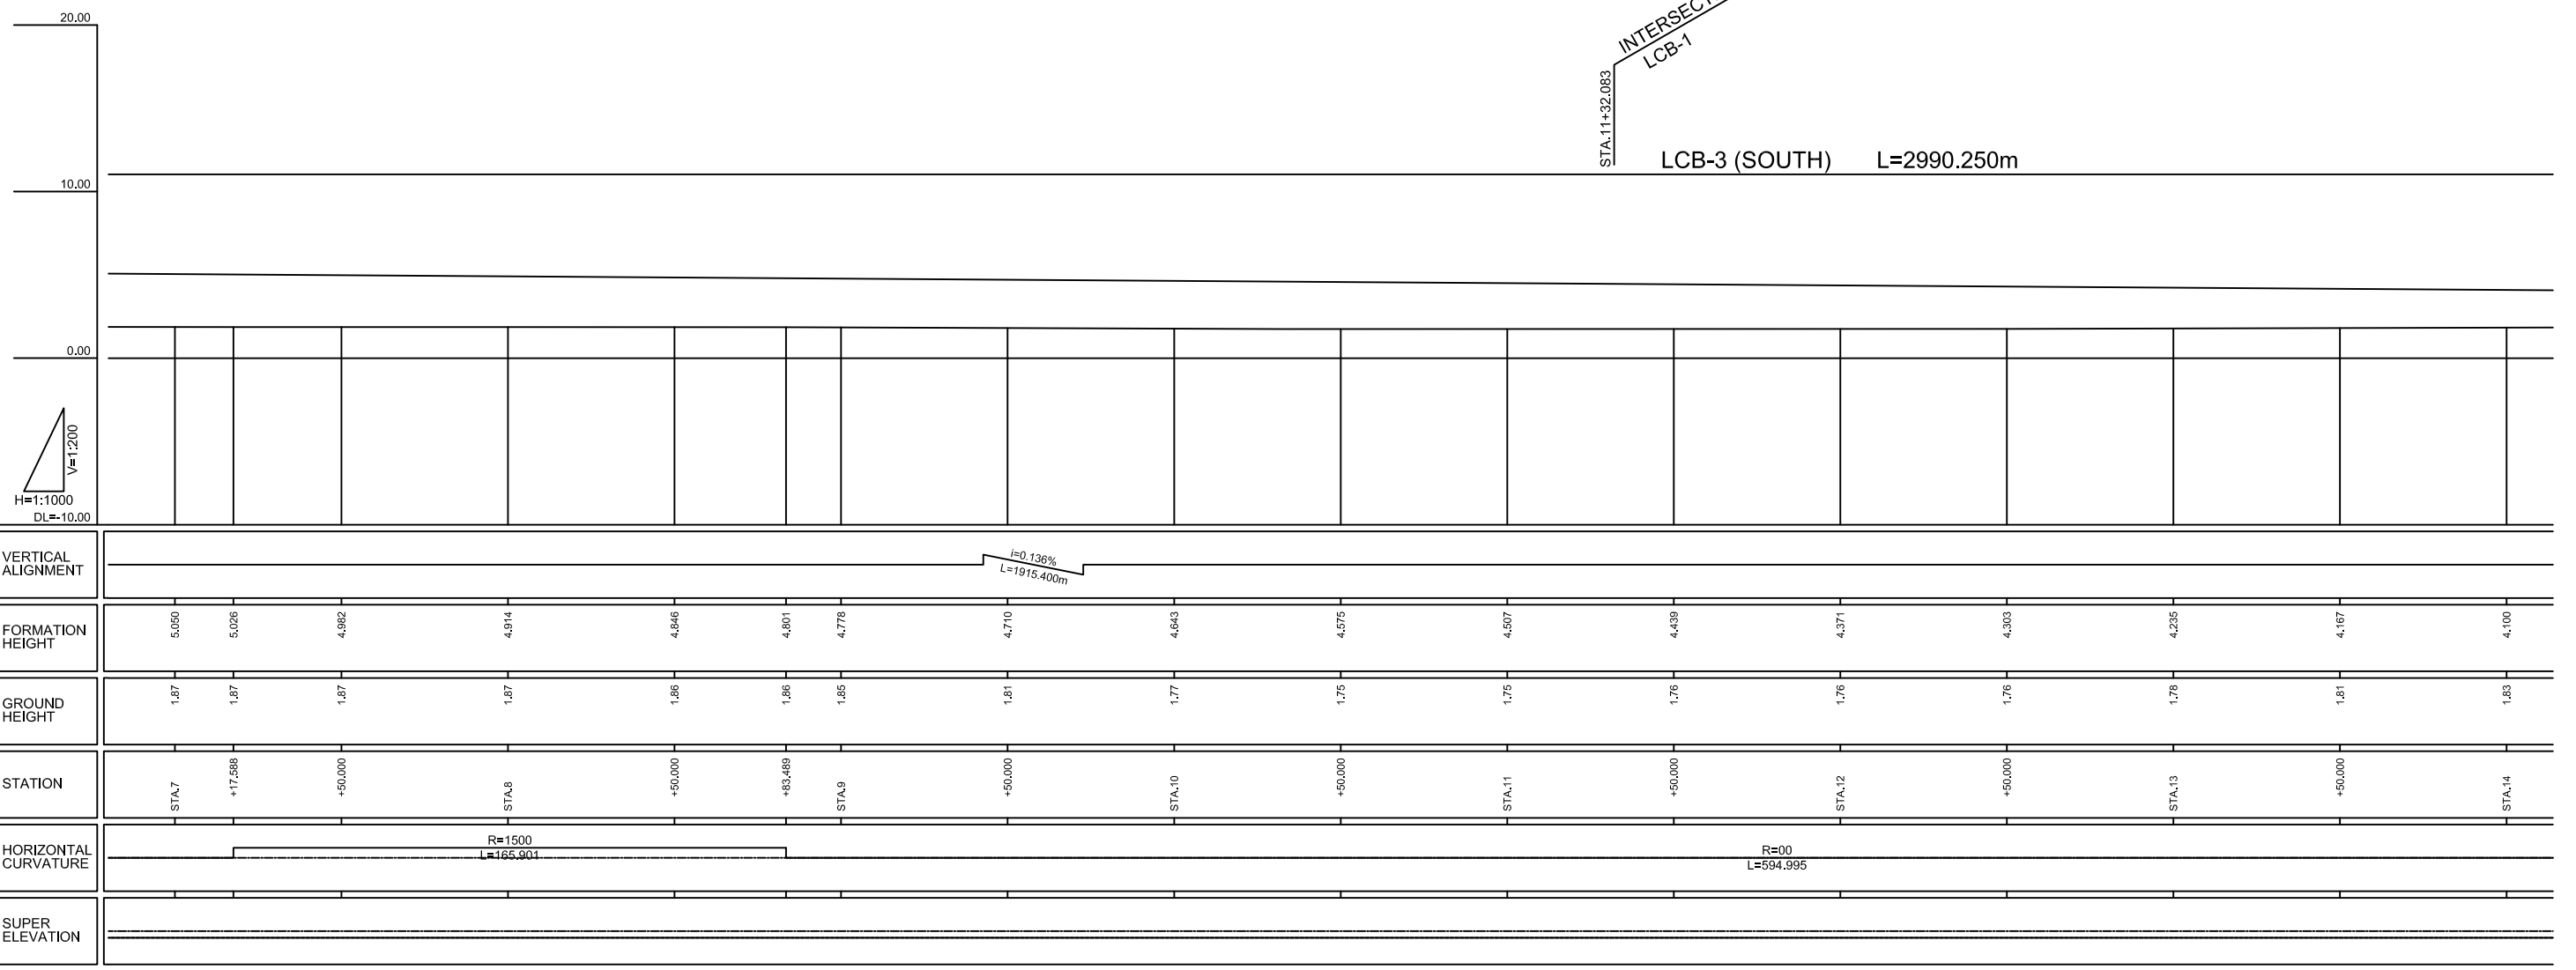 20.00
INTERSECT
LCB-1
STA.11+32.083
LCB-3 (SOUTH) L=2990.250m
10.00
0.00
V=1:200
H=1:1000
DL=-10.00
VERTICAL
ALIGNMENT
i=0.136%
L=1915.400m
FORMATION
HEIGHT
5.050 5.026 4.982 4.914 4.846 4.801 4.778 4.710 4.643 4.575 4.507 4.439 4.371 4.303 4.235 4.167 4.100
GROUND
HEIGHT
1.87 1.87 1.87 1.87 1.86 1.86 1.85 1.81 1.77 1.75 1.75 1.76 1.76 1.76 1.78 1.81 1.83
STATION
STA.7 +17.588 +50.000 STA.8 +50.000 +83.489 STA.9 +50.000 STA.10 +50.000 STA.11 +50.000 STA.12 +50.000 STA.13 +50.000 STA.14
HORIZONTAL
CURVATURE
R=1500
L=165.901
R=00
L=594.995
SUPER
ELEVATION